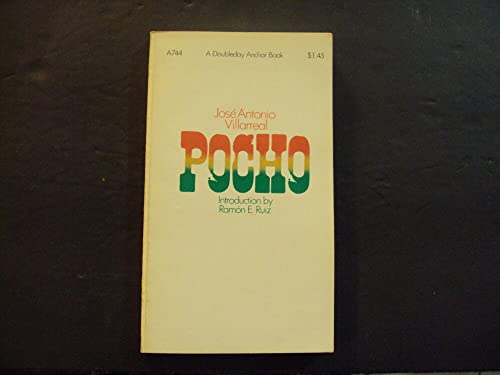 A744 A Doubleday Anchor Book $1.45
José Antonio
Villarreal
POCHO
Introduction by
Ramón E. Ruiz